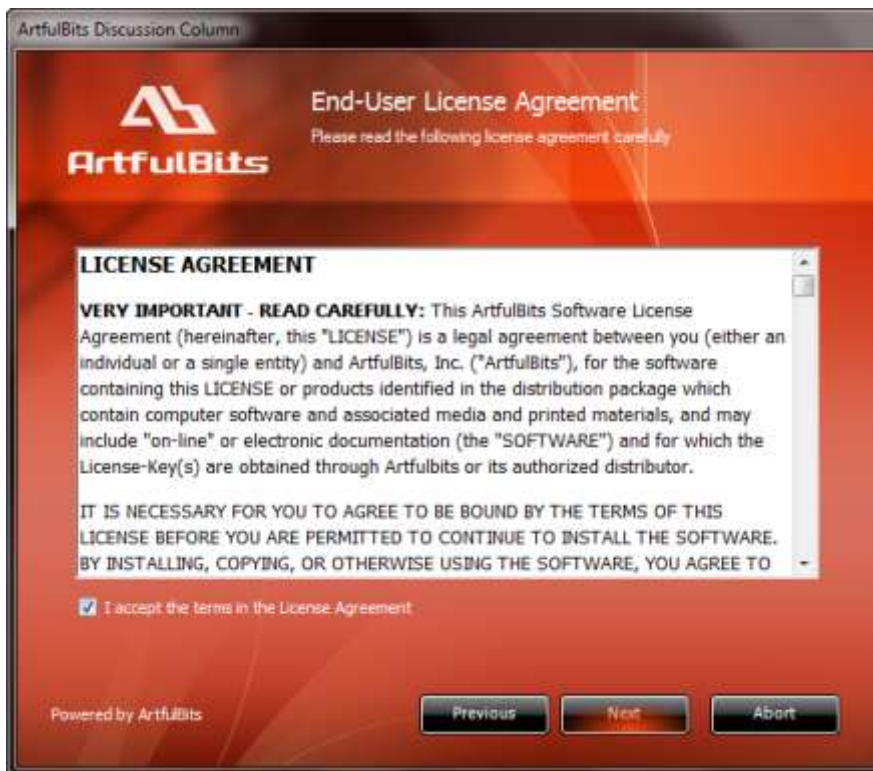 ArtfulBits Discussion Column
ArtfulBits
End-User License Agreement
Please read the following license agreement carefully
LICENSE AGREEMENT
VERY IMPORTANT - READ CAREFULLY: This ArtfulBits Software License
Agreement (hereinafter, this "LICENSE") is a legal agreement between you (either an
individual or a single entity) and ArtfulBits, Inc. ("ArtfulBits"), for the software
containing this LICENSE or products identified in the distribution package which
contain computer software and associated media and printed materials, and may
include "on-line" or electronic documentation (the "SOFTWARE") and for which the
License-Key(s) are obtained through Artfulbits or its authorized distributor.
IT IS NECESSARY FOR YOU TO AGREE TO BE BOUND BY THE TERMS OF THIS
LICENSE BEFORE YOU ARE PERMITTED TO CONTINUE TO INSTALL THE SOFTWARE.
BY INSTALLING, COPYING, OR OTHERWISE USING THE SOFTWARE, YOU AGREE TO
I accept the terms in the License Agreement
Powered by ArtfulBits
Previous
Next
Abort